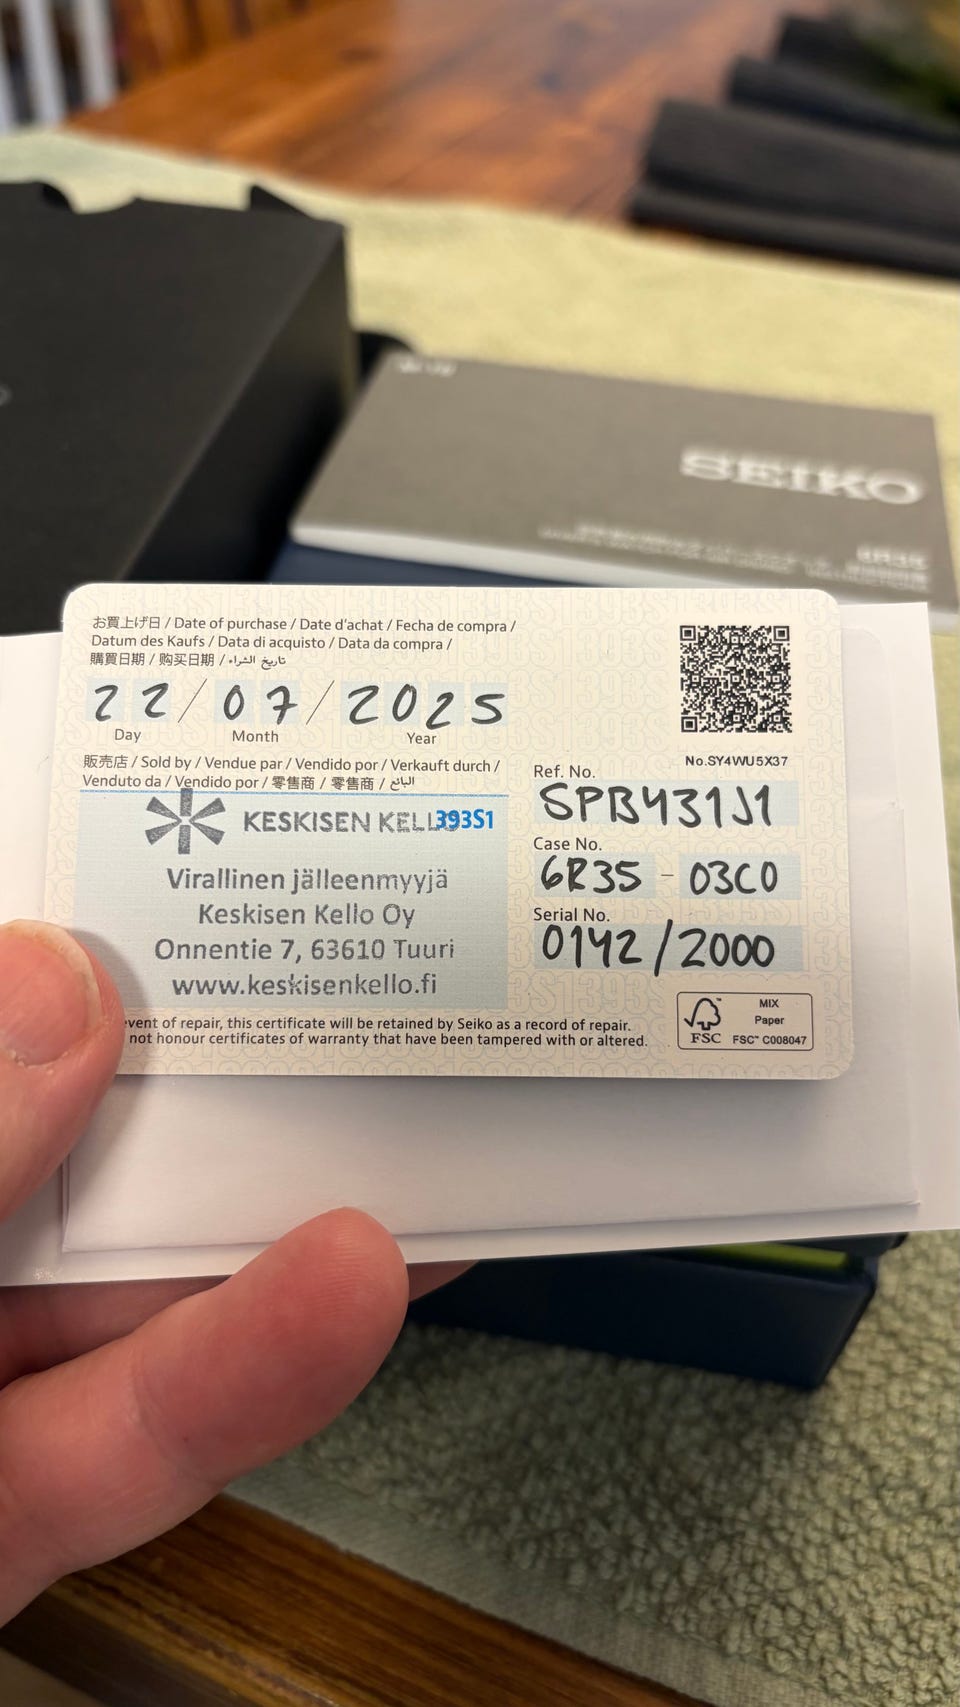 SEIKO
お買上げ日 / Date of purchase / Date d'achat / Fecha de compra /
Datum des Kaufs / Data di acquisto / Data da compra /
購買日期 / 购买日期 / تاريخ الشراء
22/07/2025
Day Month Year
販売店 / Sold by / Vendue par / Vendido por / Verkauft durch /
Venduto da / Vendido por / 零售商 / 零售商 / البائع
KESKISEN KELLO
393S1
Virallinen jälleenmyyjä
Keskisen Kello Oy
Onnentie 7, 63610 Tuuri
www.keskisenkello.fi
No.SY4WU5X37
Ref. No.
SPB431J1
Case No.
6R35 - 03C0
Serial No.
0142/2000
vent of repair, this certificate will be retained by Seiko as a record of repair.
not honour certificates of warranty that have been tampered with or altered.
FSC™
MIX
Paper
FSC™ C008047